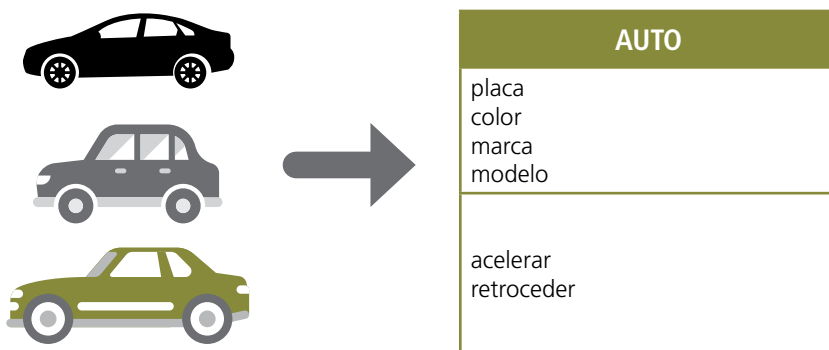 AUTO
placa
color
marca
modelo
acelerar
retroceder